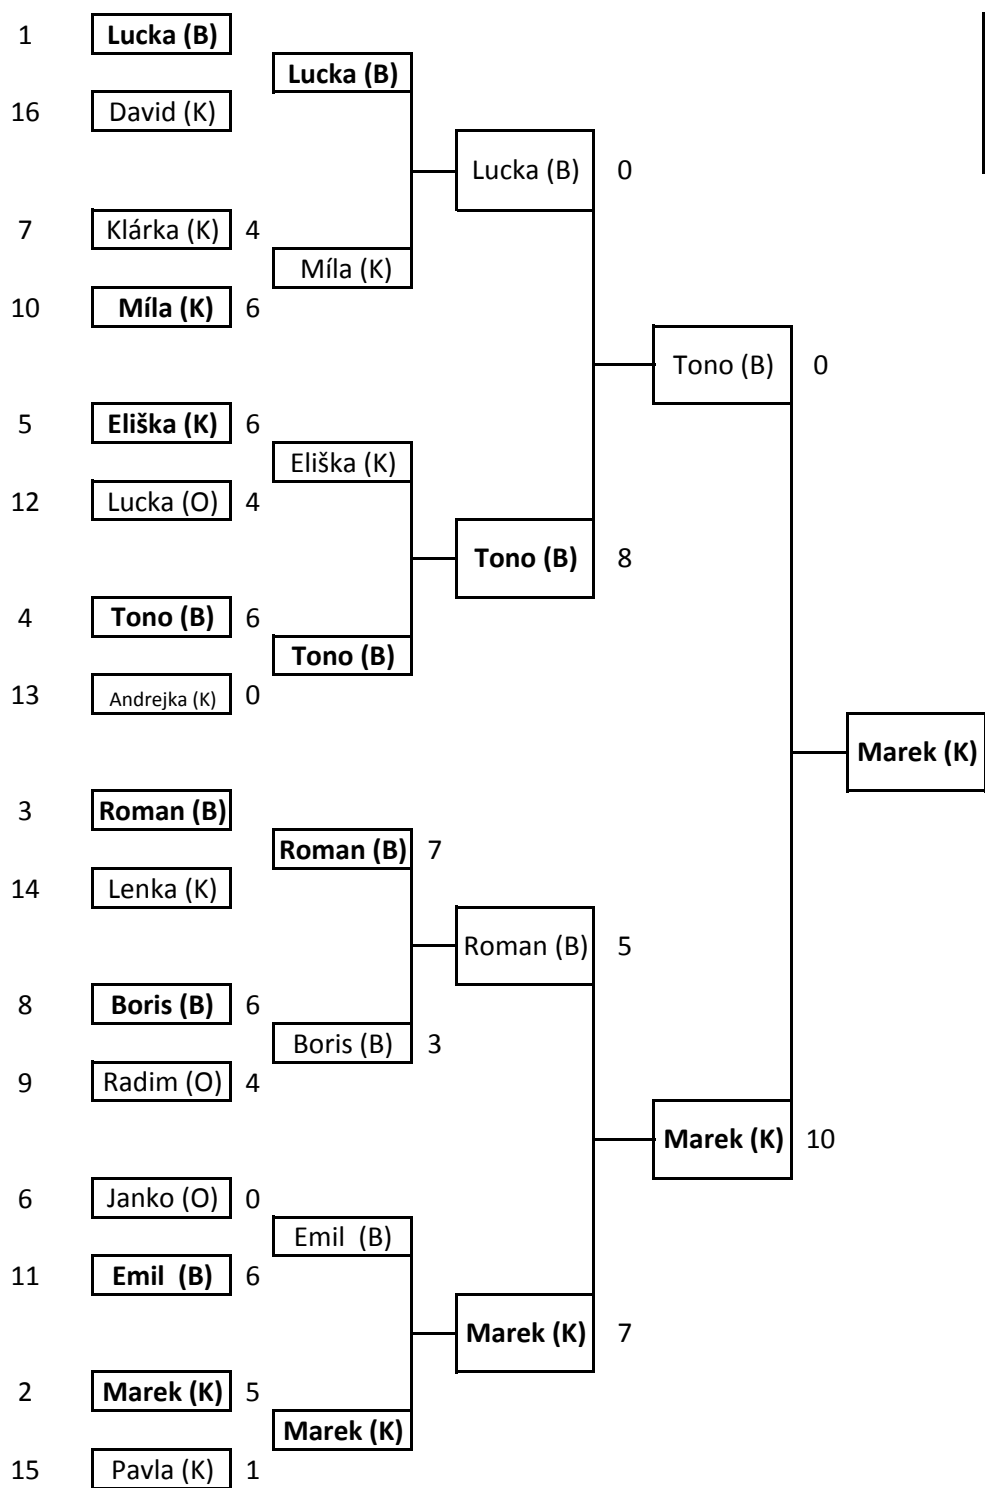 1 Lucka (B)
Lucka (B)
16 David (K)
Lucka (B) 0
7 Klárka (K) 4
Míla (K)
10 Míla (K) 6
Tono (B) 0
5 Eliška (K) 6
Eliška (K)
12 Lucka (O) 4
Tono (B) 8
4 Tono (B) 6
Tono (B)
13 Andrejka (K) 0
Marek (K)
3 Roman (B)
Roman (B) 7
14 Lenka (K)
Roman (B) 5
8 Boris (B) 6
Boris (B) 3
9 Radim (O) 4
Marek (K) 10
6 Janko (O) 0
Emil (B)
11 Emil (B) 6
Marek (K) 7
2 Marek (K) 5
Marek (K)
15 Pavla (K) 1